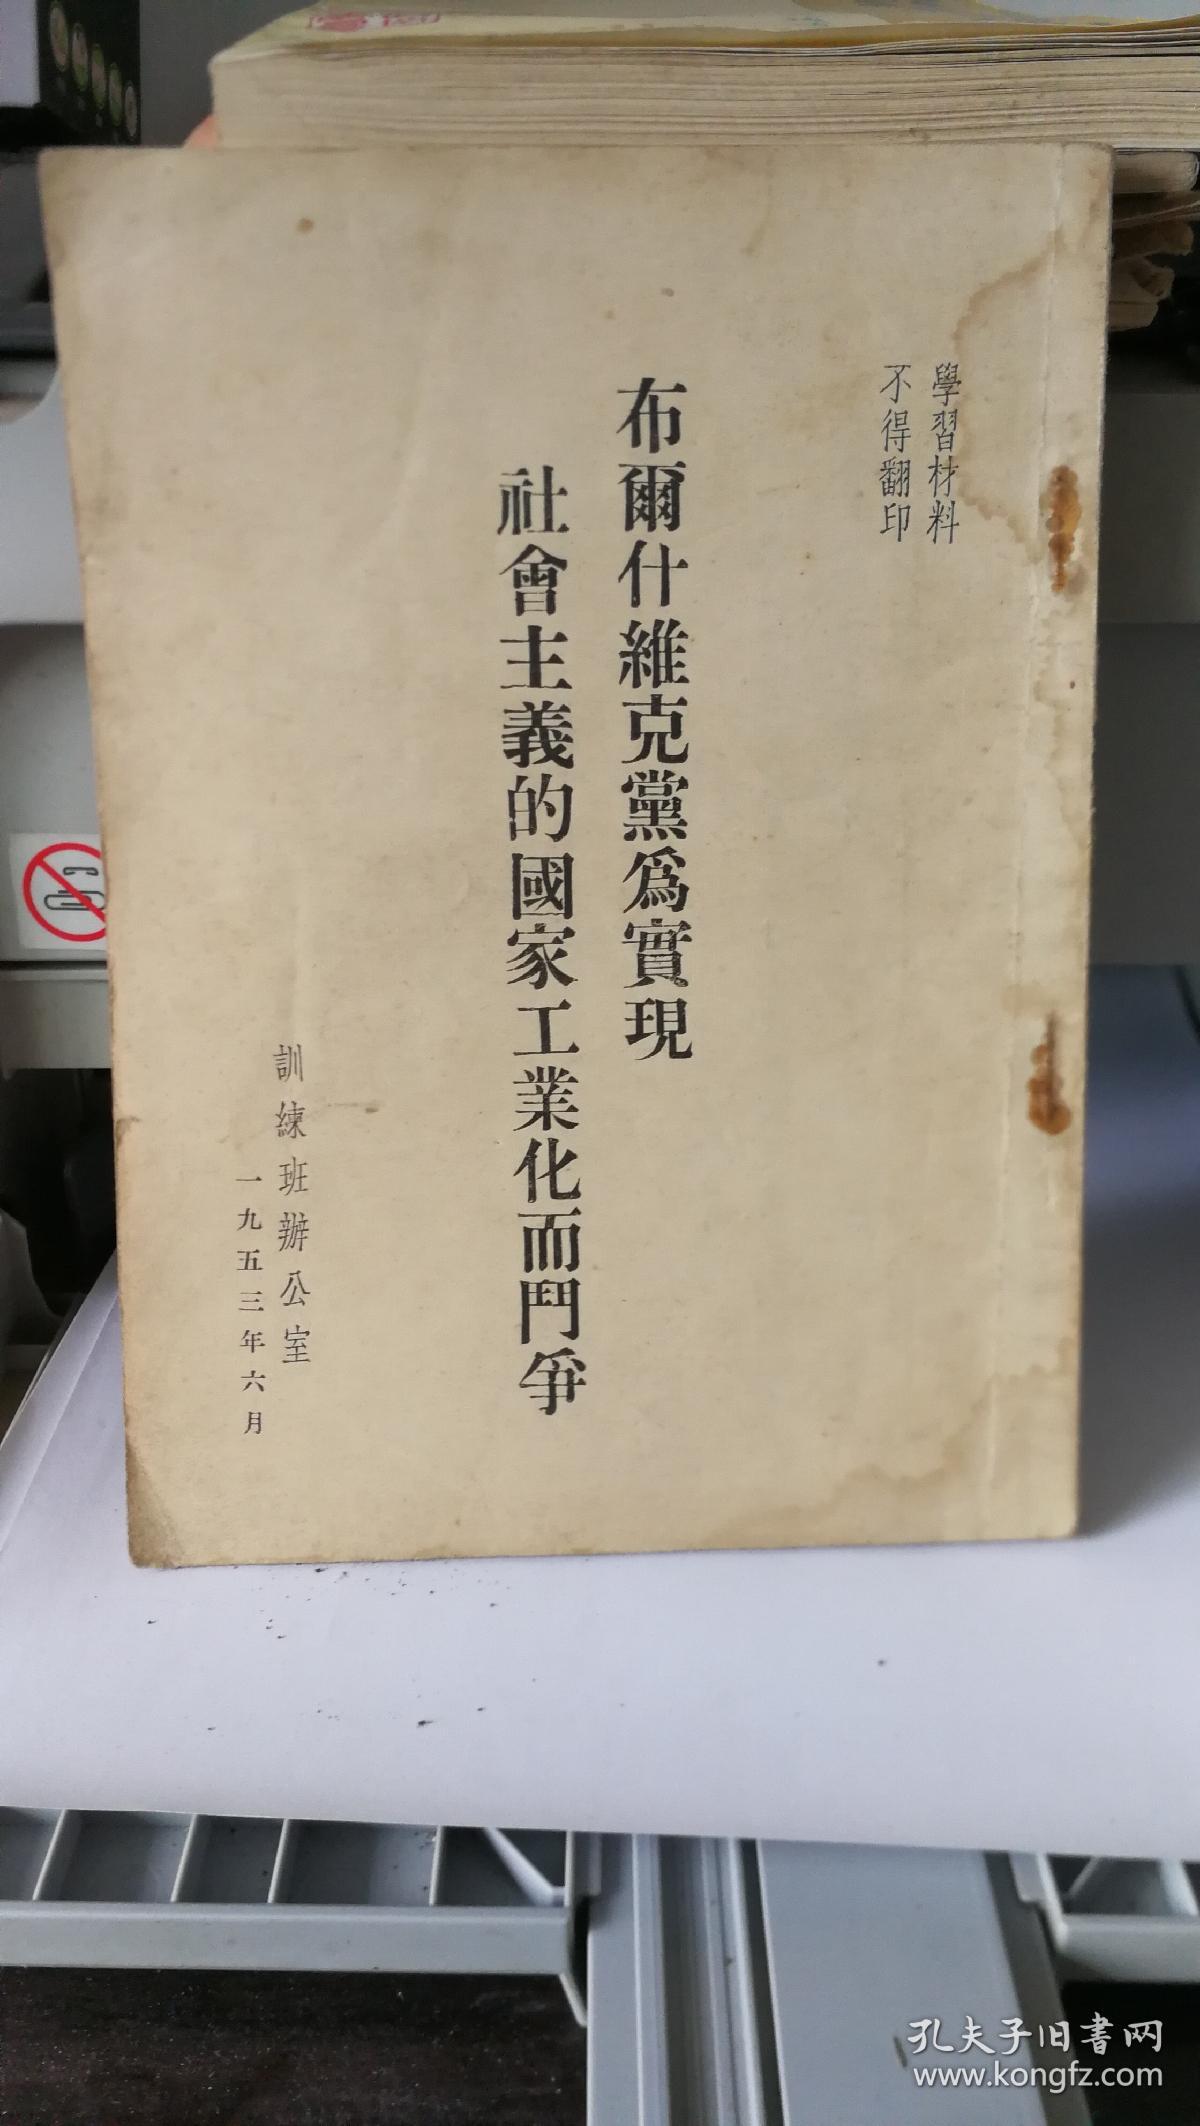 學習材料
不得翻印
布爾什維克黨爲實現
社會主義的國家工業化而鬥爭
訓練班辦公室
一九五三年六月
孔夫子旧書网
www.kongfz.com